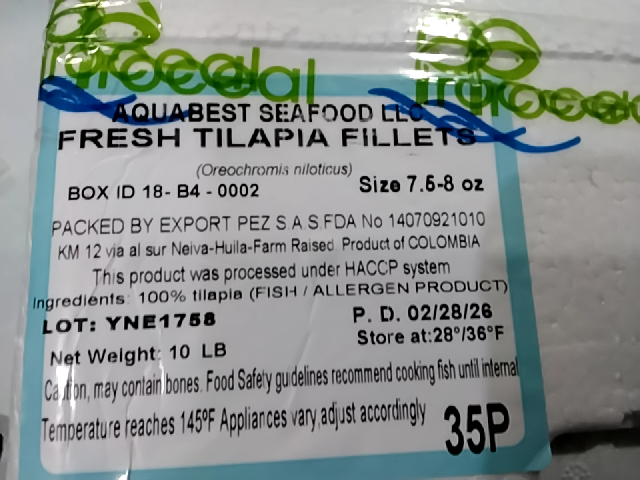 AQUABEST SEAFOOD LLC
FRESH TILAPIA FILLETS
(Oreochromis niloticus)
BOX ID 18- B4 - 0002
Size 7.5-8 oz
PACKED BY EXPORT PEZ S.A.S.FDA No 14070921010
KM 12 via al sur Neiva-Huila-Farm Raised. Product of COLOMBIA
This product was processed under HACCP system
Ingredients: 100% tilapia (FISH / ALLERGEN PRODUCT)
LOT: YNE1758
P. D. 02/28/26
Store at:28°/36°F
Net Weight: 10 LB
Caution, may contain bones. Food Safety guidelines recommend cooking fish until internal
Temperature reaches 145ºF Appliances vary,adjust accordingly
35P